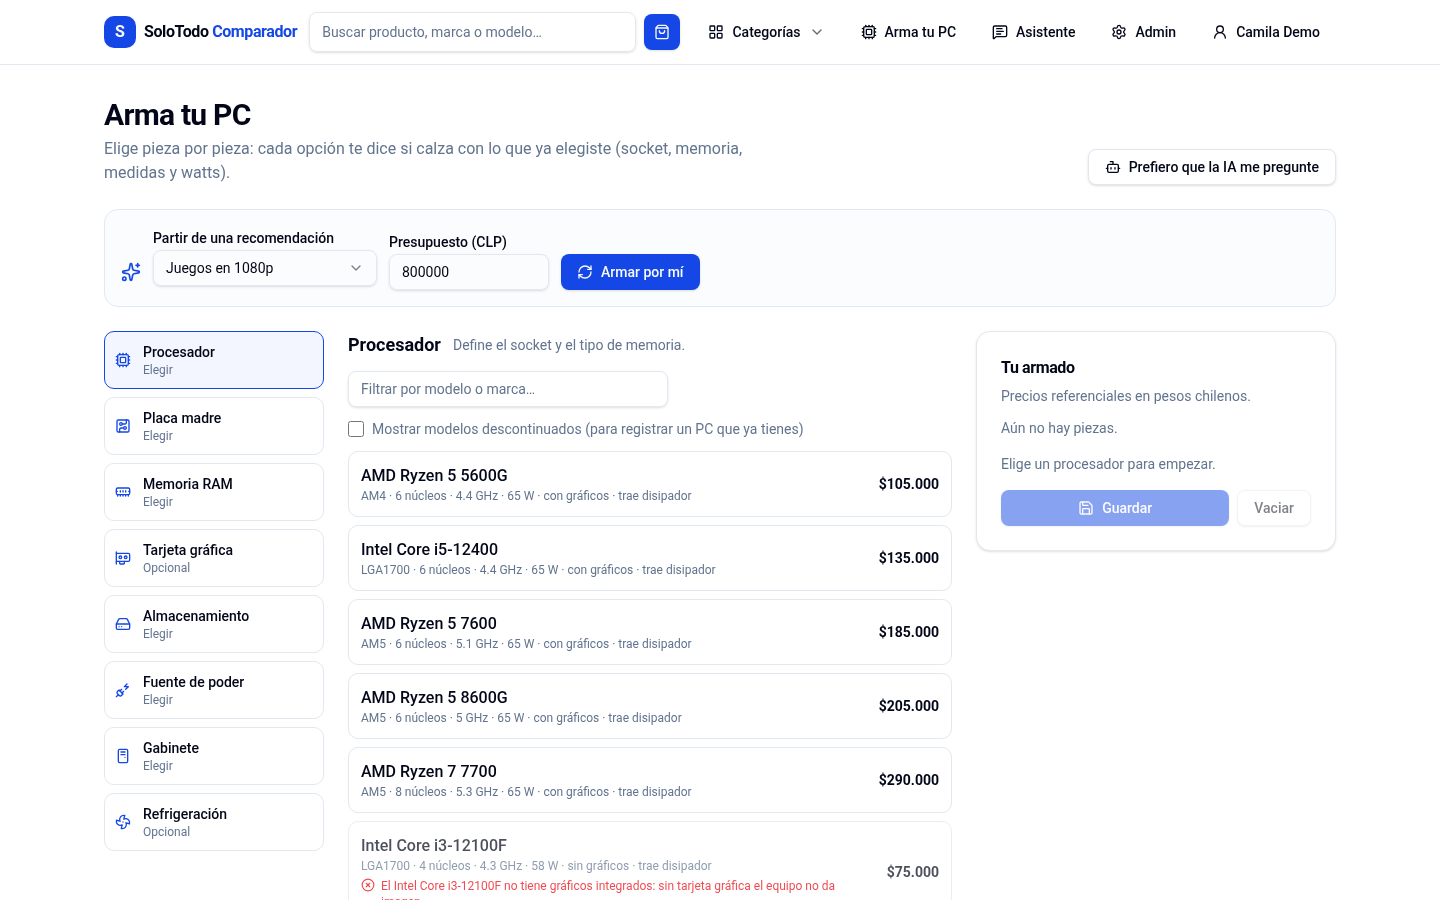 S SoloTodo Comparador
Buscar producto, marca o modelo...
Categorías
Arma tu PC
Asistente
Admin
Camila Demo
Arma tu PC
Elige pieza por pieza: cada opción te dice si calza con lo que ya elegiste (socket, memoria,
medidas y watts).
Prefiero que la IA me pregunte
Partir de una recomendación
Juegos en 1080p
Presupuesto (CLP)
800000
Armar por mí
Procesador
Elegir
Placa madre
Elegir
Memoria RAM
Elegir
Tarjeta gráfica
Opcional
Almacenamiento
Elegir
Fuente de poder
Elegir
Gabinete
Elegir
Refrigeración
Opcional
Procesador Define el socket y el tipo de memoria.
Filtrar por modelo o marca...
Mostrar modelos descontinuados (para registrar un PC que ya tienes)
AMD Ryzen 5 5600G
AM4 · 6 núcleos · 4.4 GHz · 65 W · con gráficos · trae disipador
$105.000
Intel Core i5-12400
LGA1700 · 6 núcleos · 4.4 GHz · 65 W · con gráficos · trae disipador
$135.000
AMD Ryzen 5 7600
AM5 · 6 núcleos · 5.1 GHz · 65 W · con gráficos · trae disipador
$185.000
AMD Ryzen 5 8600G
AM5 · 6 núcleos · 5 GHz · 65 W · con gráficos · trae disipador
$205.000
AMD Ryzen 7 7700
AM5 · 8 núcleos · 5.3 GHz · 65 W · con gráficos · trae disipador
$290.000
Intel Core i3-12100F
LGA1700 · 4 núcleos · 4.3 GHz · 58 W · sin gráficos · trae disipador
$75.000
El Intel Core i3-12100F no tiene gráficos integrados: sin tarjeta gráfica el equipo no da
Tu armado
Precios referenciales en pesos chilenos.
Aún no hay piezas.
Elige un procesador para empezar.
Guardar
Vaciar